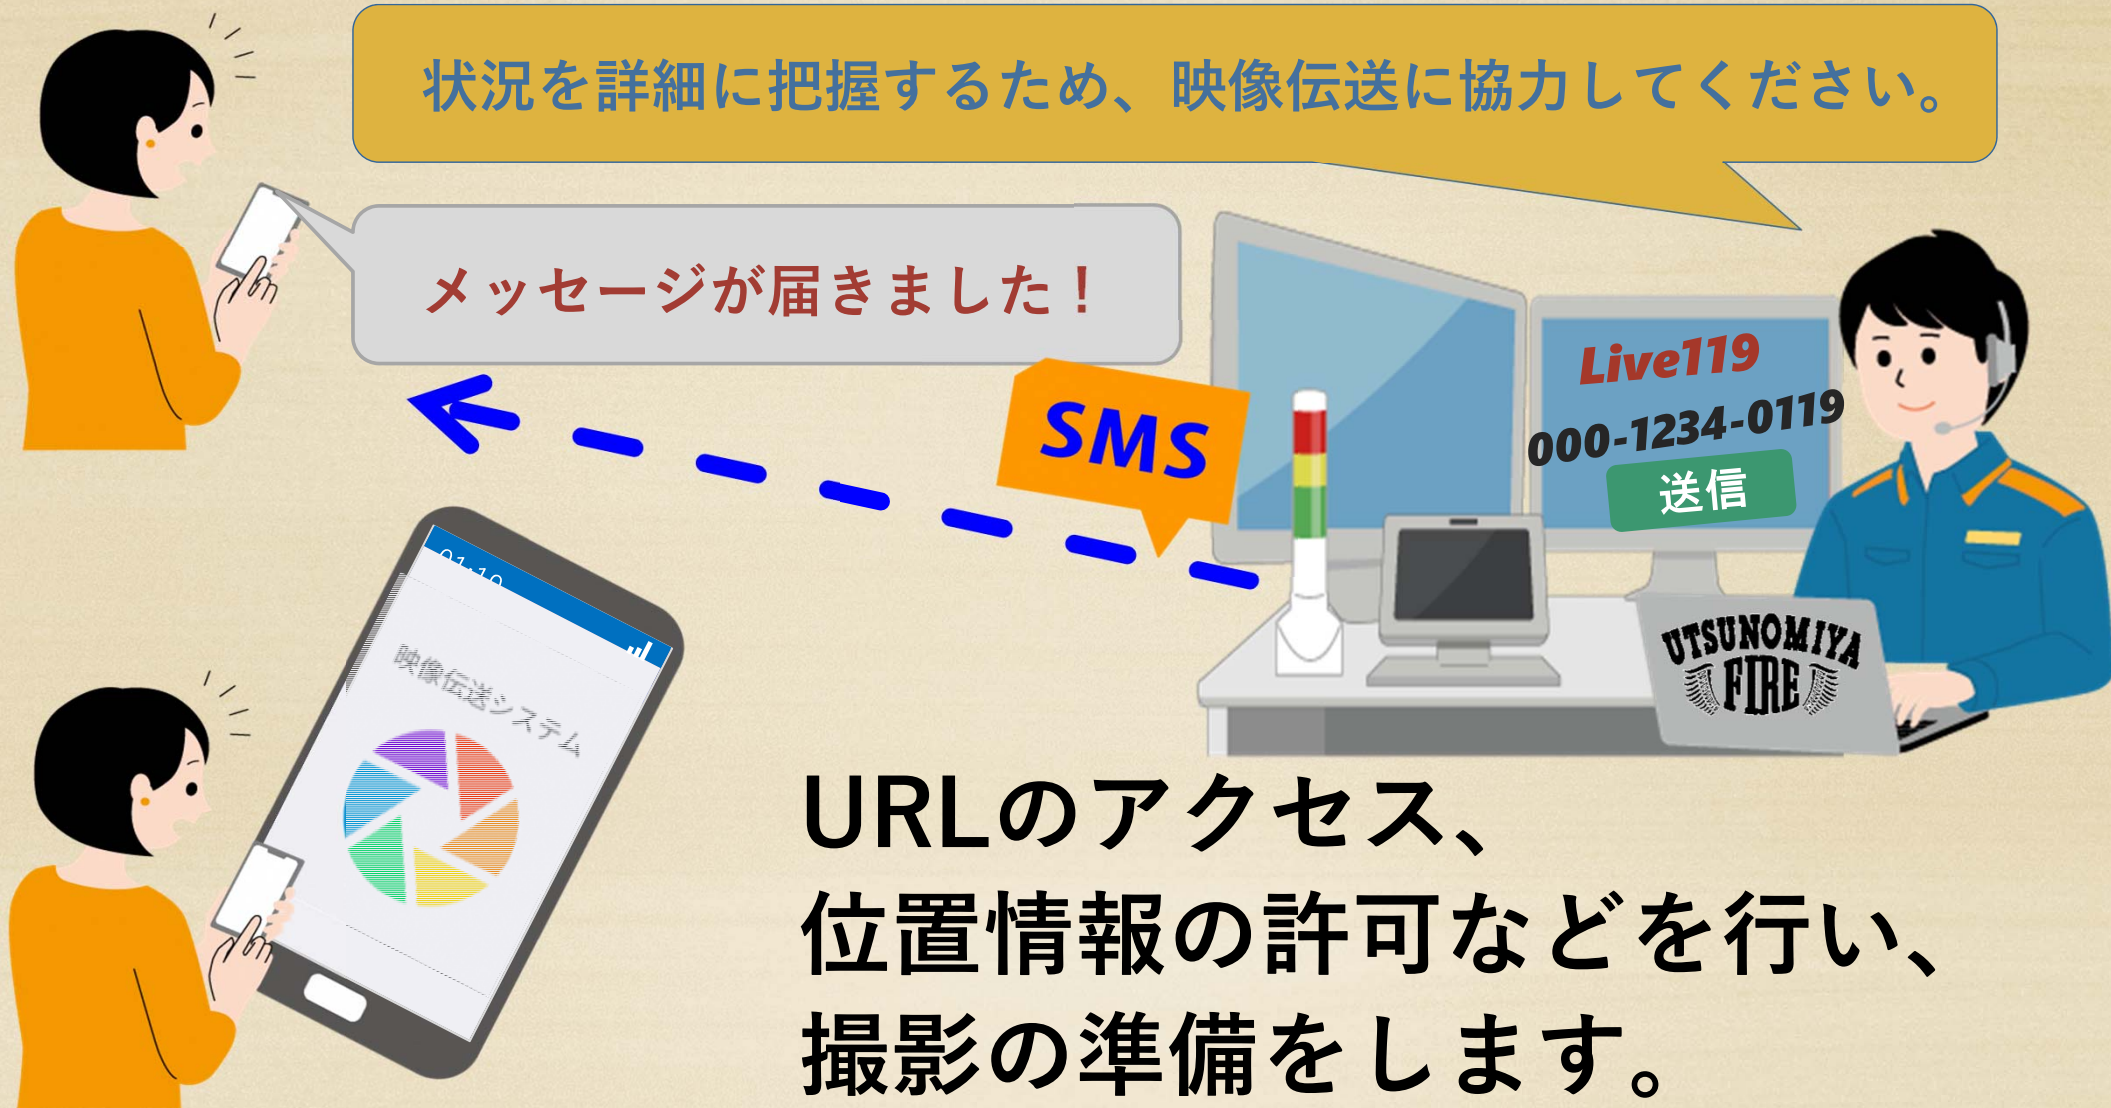 状況を詳細に把握するため、映像伝送に協力してください。
メッセージが届きました！
Live119
000-1234-0119
送信
SMS
UTSUNOMIYA
FIRE
01:10
映像伝送システム
URLのアクセス、
位置情報の許可などを行い、
撮影の準備をします。